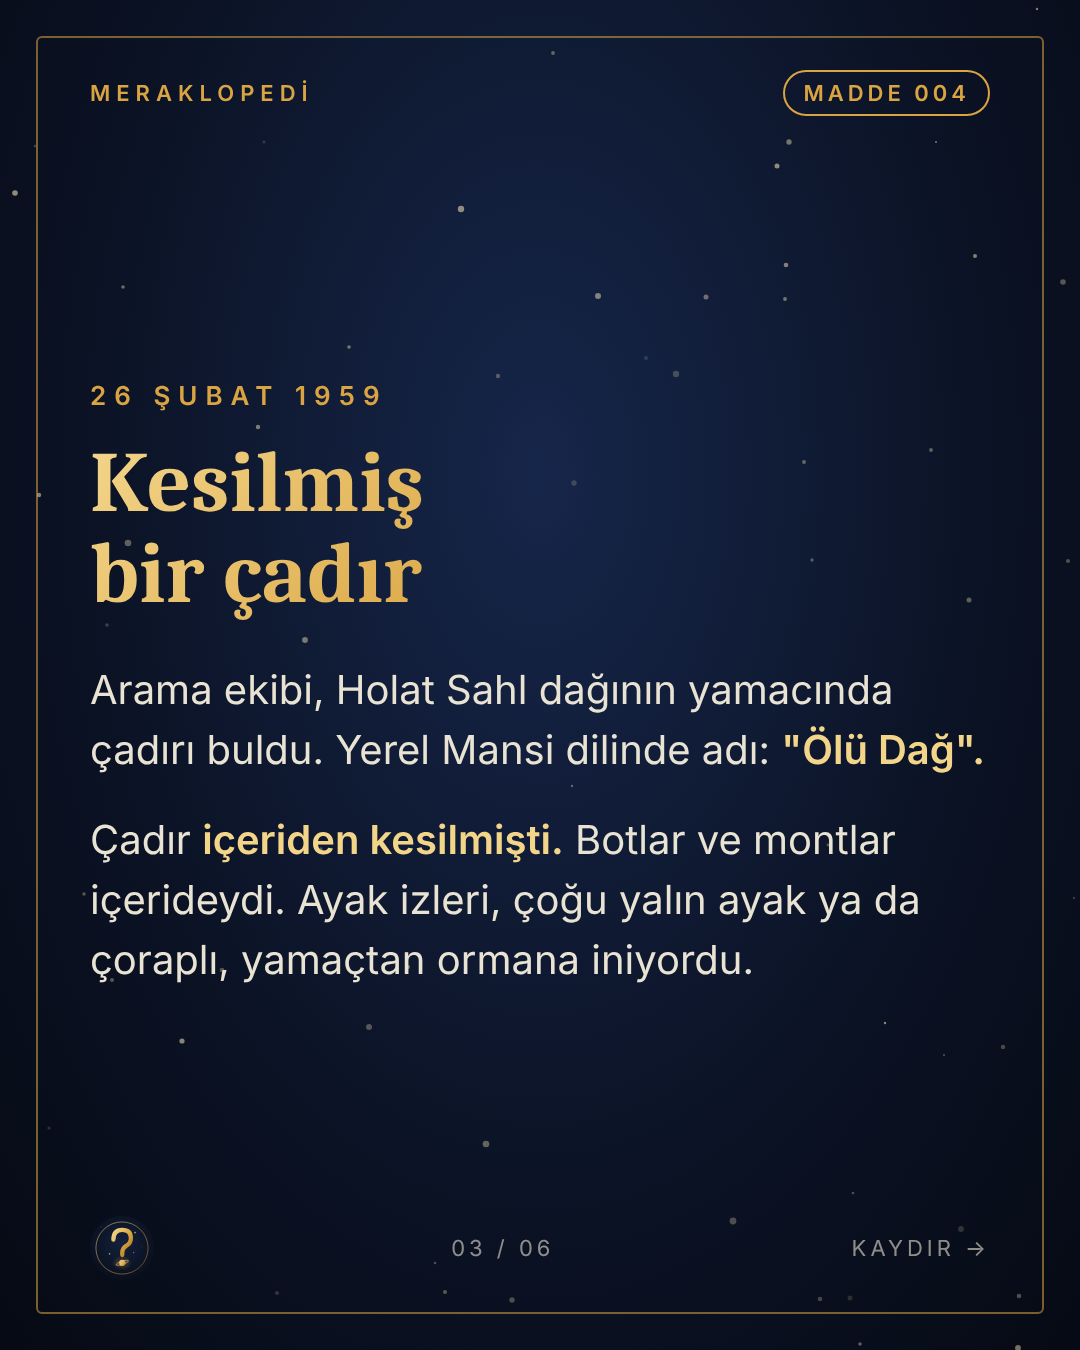 MERAKLOPEDİ
MADDE 004
26 ŞUBAT 1959
Kesilmiş
bir çadır
Arama ekibi, Holat Sahl dağının yamacında
çadırı buldu. Yerel Mansi dilinde adı: "Ölü Dağ".
Çadır içeriden kesilmişti. Botlar ve montlar
içerideydi. Ayak izleri, çoğu yalın ayak ya da
çoraplı, yamaçtan ormana iniyordu.
?
03 / 06
KAYDIR →